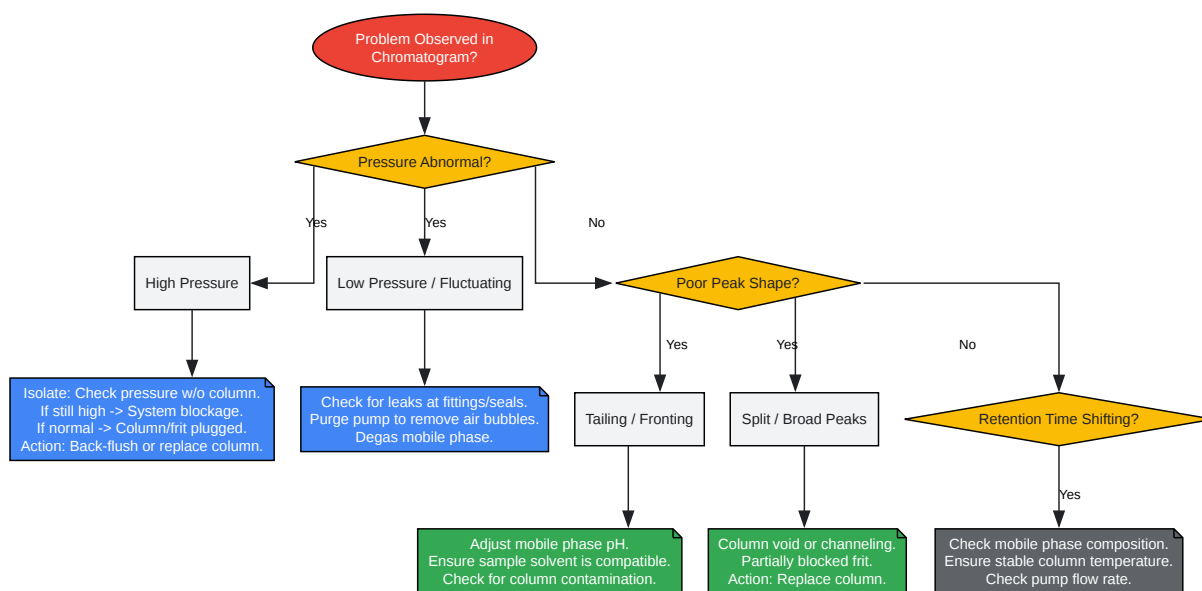 Problem Observed in
Chromatogram?
Pressure Abnormal?
Yes
Yes
No
High Pressure
Low Pressure / Fluctuating
Poor Peak Shape?
Yes
Yes
No
Isolate: Check pressure w/o column.
If still high -> System blockage.
If normal -> Column/frit plugged.
Action: Back-flush or replace column.
Check for leaks at fittings/seals.
Purge pump to remove air bubbles.
Degas mobile phase.
Tailing / Fronting
Split / Broad Peaks
Retention Time Shifting?
Yes
Adjust mobile phase pH.
Ensure sample solvent is compatible.
Check for column contamination.
Column void or channeling.
Partially blocked frit.
Action: Replace column.
Check mobile phase composition.
Ensure stable column temperature.
Check pump flow rate.